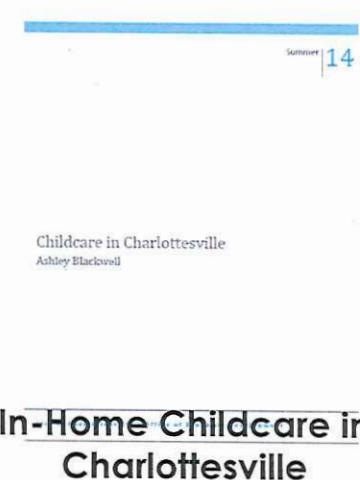 Summer 14
Childcare in Charlottesville
Ashley Blackwell
In-Home Childcare in
Charlottesville